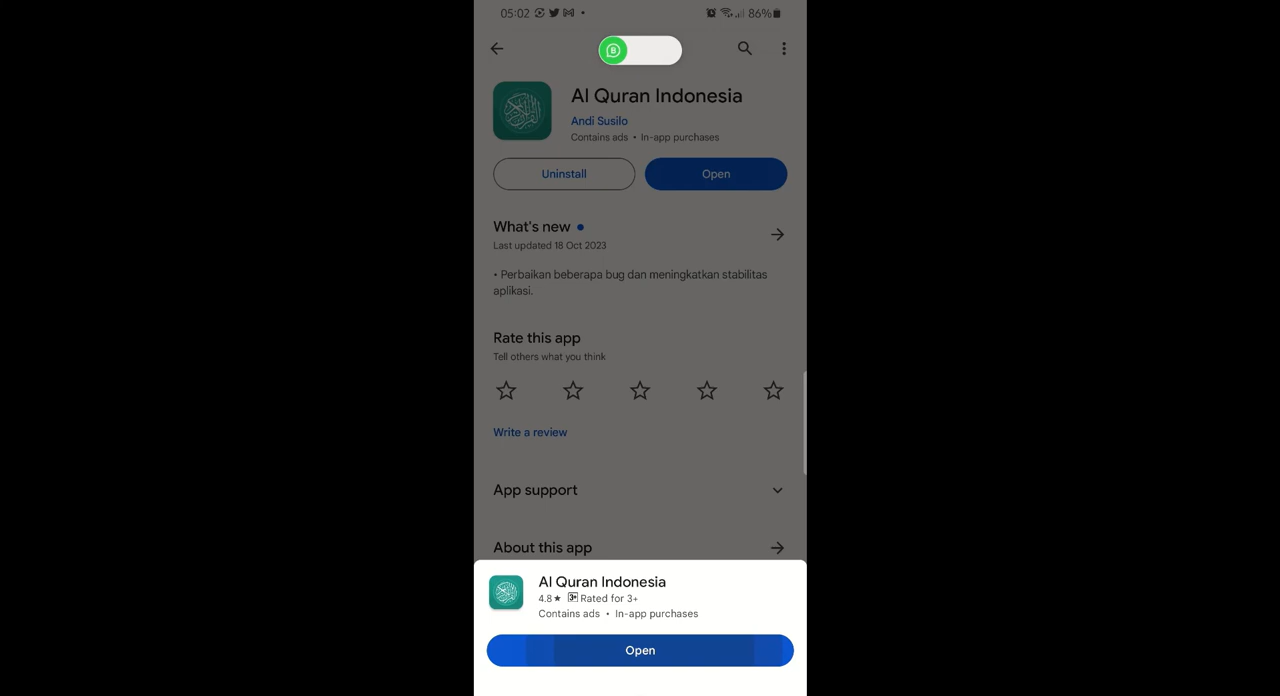 05:02 86%
Al Quran Indonesia
Andi Susilo
Contains ads • In-app purchases
Uninstall Open
What's new
Last updated 18 Oct 2023
• Perbaikan beberapa bug dan meningkatkan stabilitas
aplikasi.
Rate this app
Tell others what you think
Write a review
App support
About this app
Al Quran Indonesia
4.8★ 3+ Rated for 3+
Contains ads • In-app purchases
Open